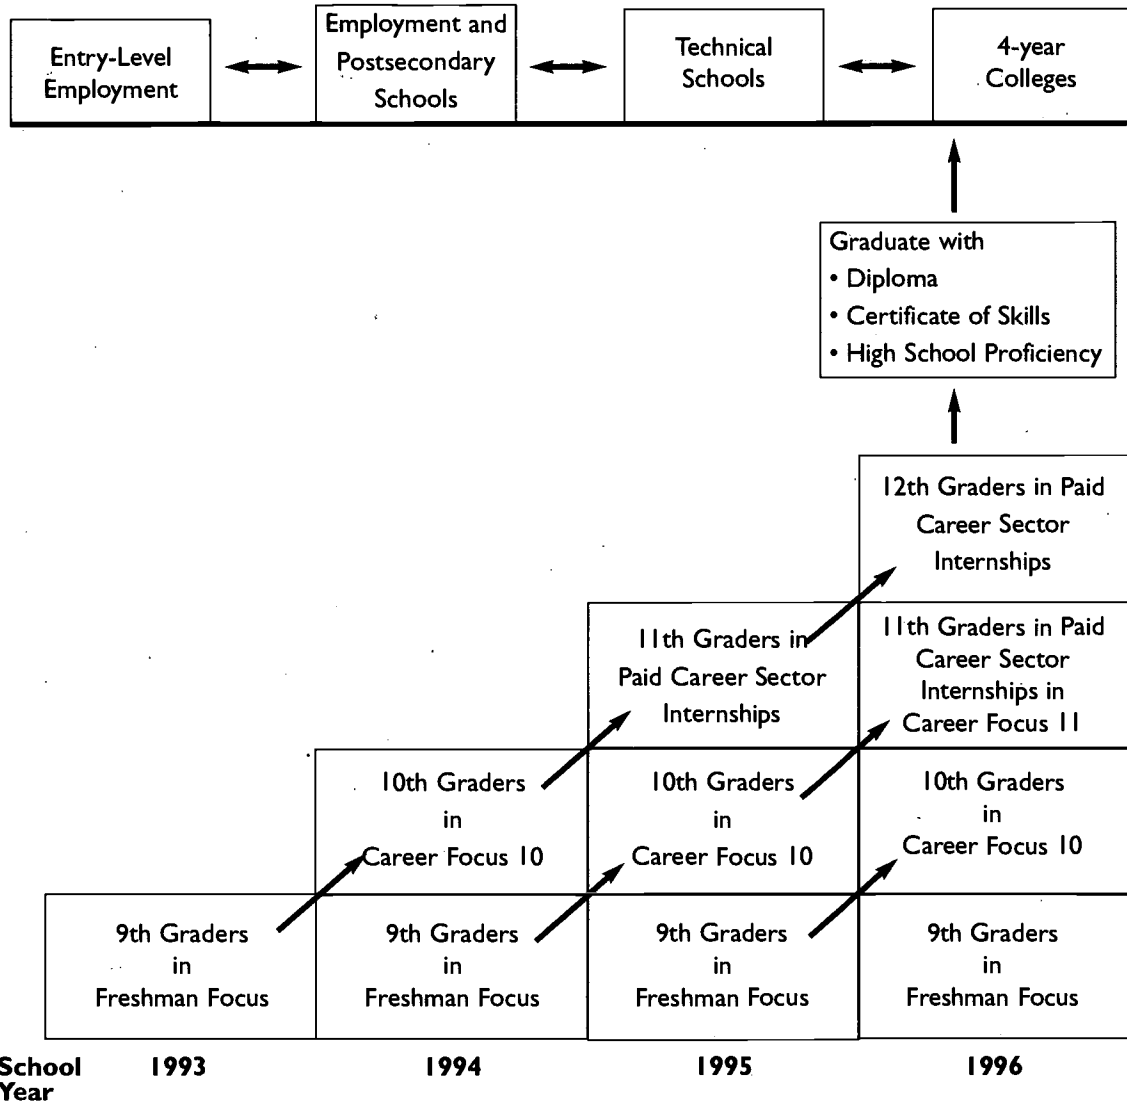 Entry-Level
Employment
Employment and
Postsecondary
Schools
Technical
Schools
4-year
Colleges
Graduate with
• Diploma
• Certificate of Skills
• High School Proficiency
12th Graders in Paid
Career Sector
Internships
11th Graders in
Paid Career Sector
Internships
11th Graders in Paid
Career Sector
Internships in
Career Focus 11
10th Graders
in
Career Focus 10
10th Graders
in
Career Focus 10
10th Graders
in
Career Focus 10
9th Graders
in
Freshman Focus
9th Graders
in
Freshman Focus
9th Graders
in
Freshman Focus
9th Graders
in
Freshman Focus
School
Year
1993
1994
1995
1996